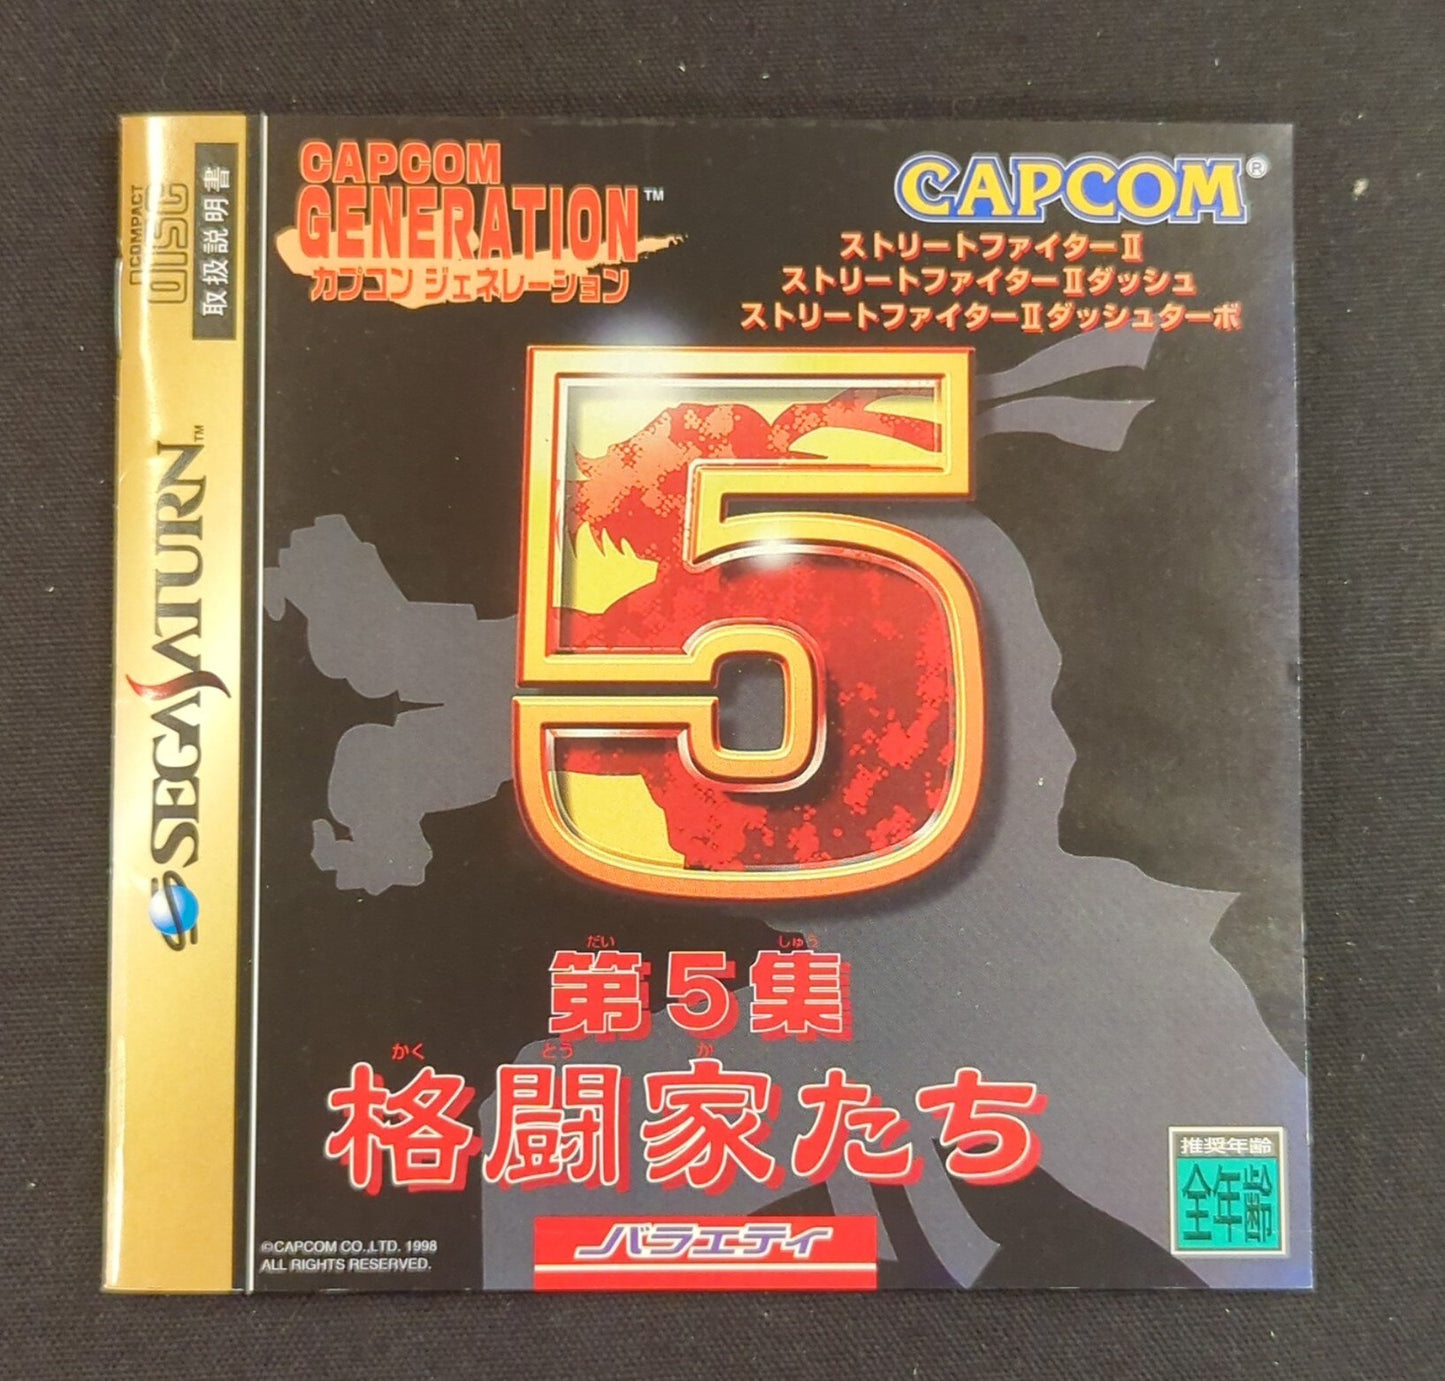 COMPACT
DISC
取扱説明書
SEGA SATURN™
CAPCOM
GENERATION™
カプコン ジェネレーション
CAPCOM®
ストリートファイターⅡ
ストリートファイターⅡダッシュ
ストリートファイターⅡダッシュターボ
5
だい しゅう
第5集
かく とう か
格闘家たち
バラエティ
©CAPCOM CO.,LTD. 1998
ALL RIGHTS RESERVED.
推奨年齢
全年齢